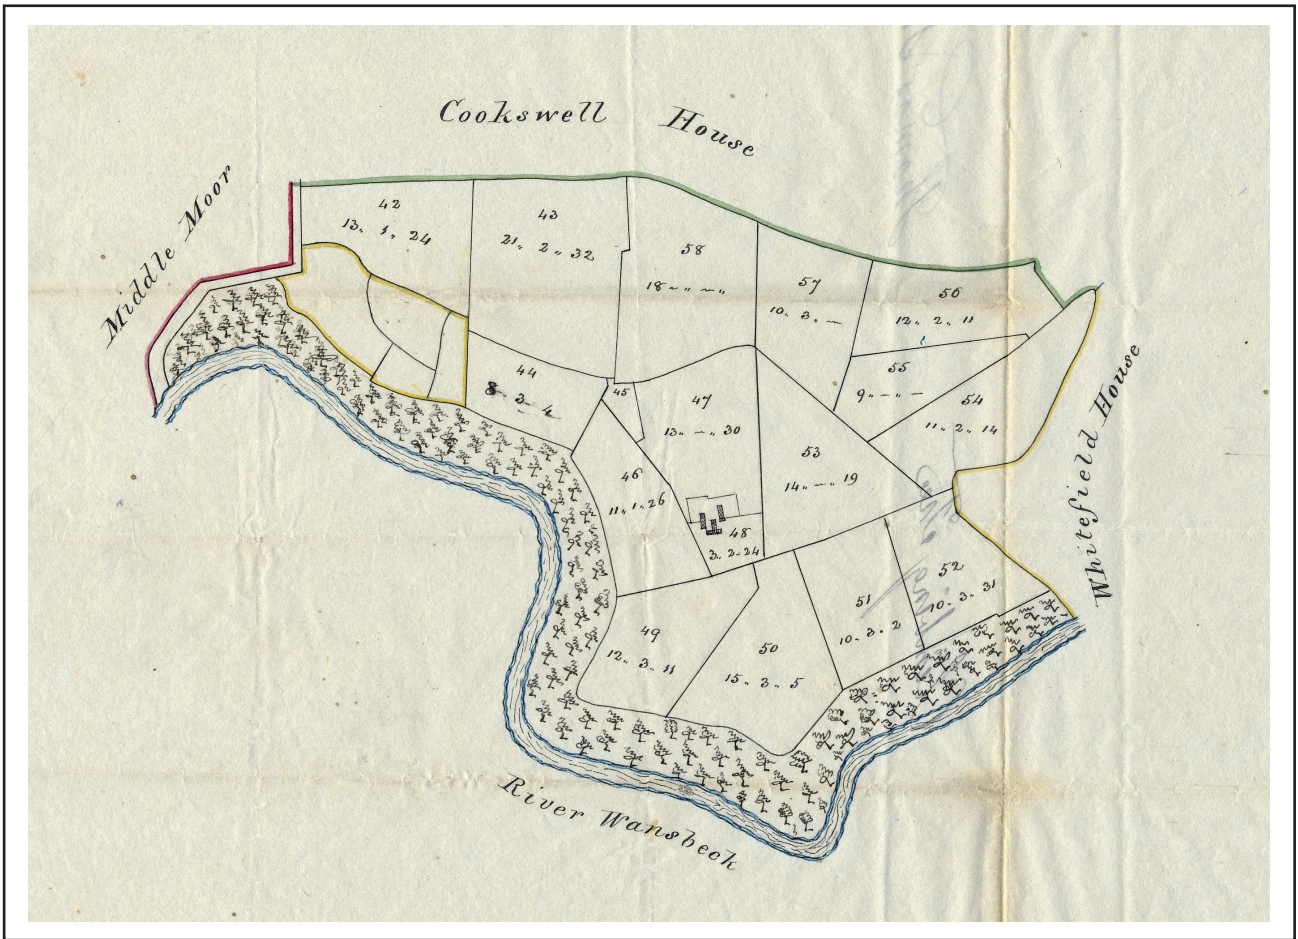 Cookswell House
Middle Moor
42
13 „ 1 „ 24
43
21 „ 2 „ 32
58
18 – „ – „
57
10 „ 3 „ –
56
12 „ 2 „ 11
55
9 „ – „ –
54
11 „ 2 „ 14
44
8 „ 3 – 4
45
47
13 „ – „ 30
53
14 „ – „ 19
46
11 „ 1 „ 26
48
3 „ 2 – 24
Whitefield House
52
10 „ 3 „ 31
51
10 „ 3 „ 2
49
12 „ 3 „ 11
50
15 „ 3 „ 5
River Wansbeck